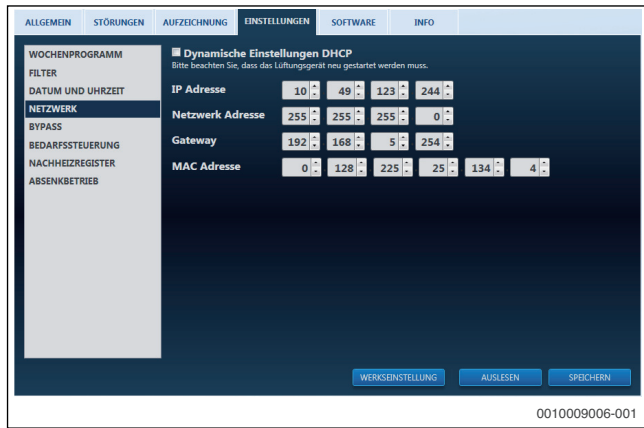 ALLGEMEIN STÖRUNGEN AUFZEICHNUNG EINSTELLUNGEN SOFTWARE INFO
WOCHENPROGRAMM
FILTER
DATUM UND UHRZEIT
NETZWERK
BYPASS
BEDARFSSTEUERUNG
NACHHEIZREGISTER
ABSENKBETRIEB
Dynamische Einstellungen DHCP
Bitte beachten Sie, dass das Lüftungsgerät neu gestartet werden muss.
IP Adresse 10 49 123 244
Netzwerk Adresse 255 255 255 0
Gateway 192 168 5 254
MAC Adresse 0 128 225 25 134 4
WERKSEINSTELLUNG AUSLESEN SPEICHERN
0010009006-001